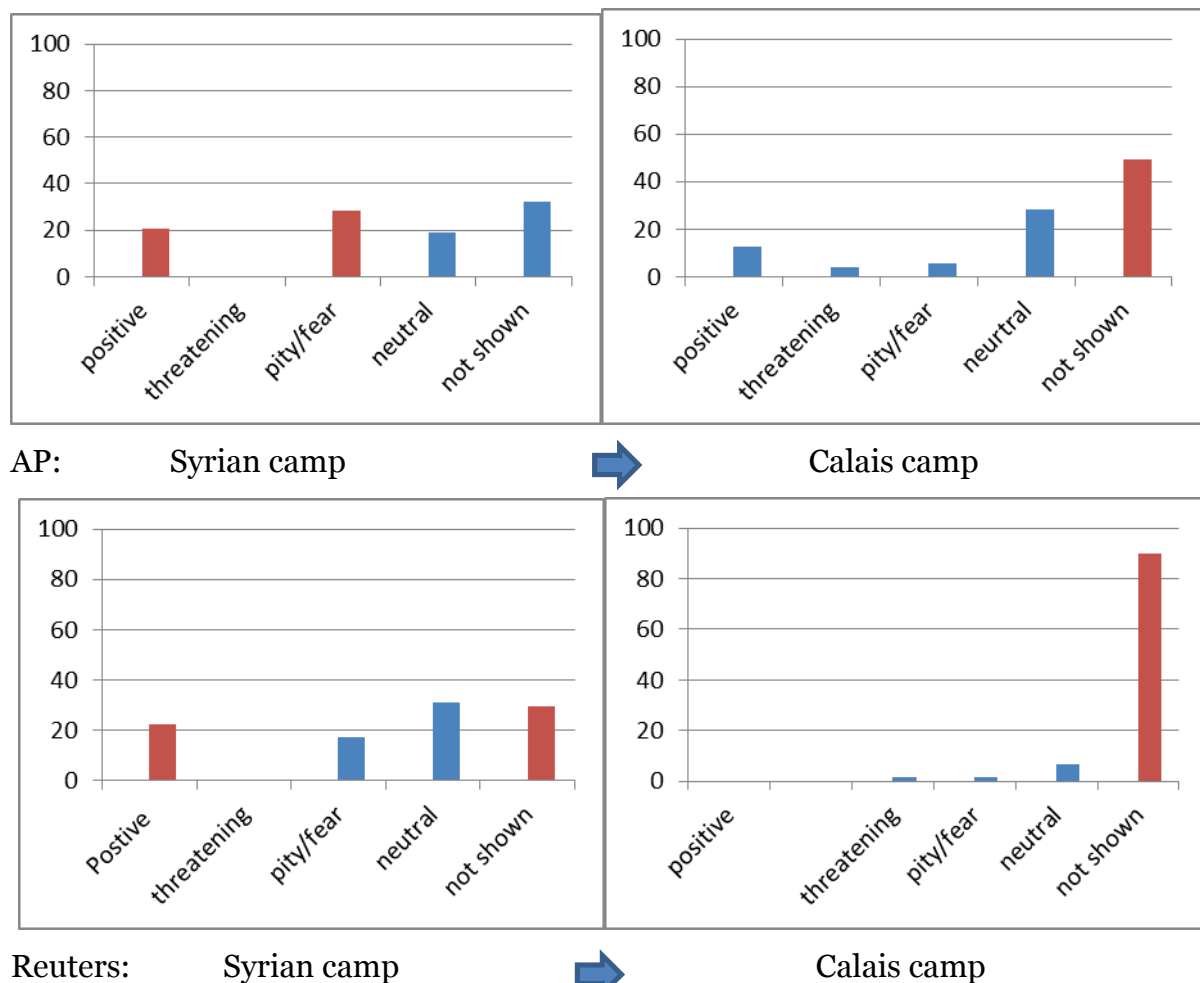 100
80
60
40
20
0
positive
threatening
pity/fear
neutral
not shown
100
80
60
40
20
0
positive
threatening
pity/fear
neurtral
not shown
AP: Syrian camp Calais camp
100
80
60
40
20
0
Postive
threatening
pity/fear
neutral
not shown
100
80
60
40
20
0
positive
threatening
pity/fear
neutral
not shown
Reuters: Syrian camp Calais camp